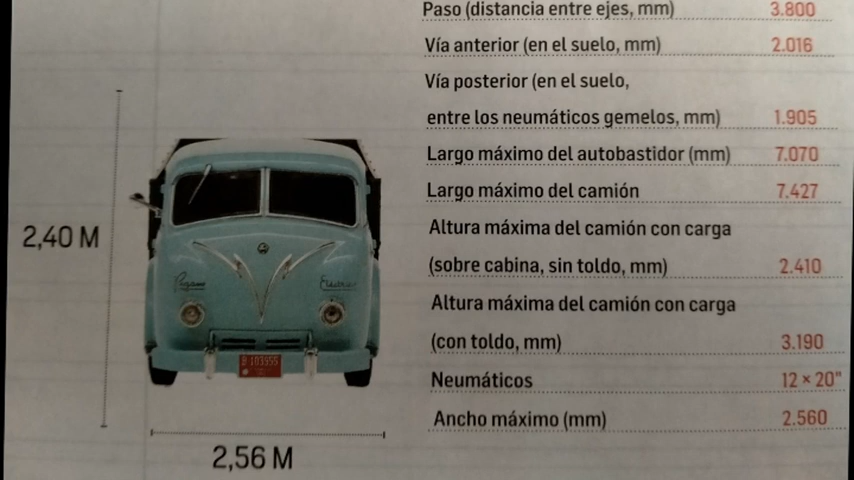 Paso (distancia entre ejes, mm) 3.800
Vía anterior (en el suelo, mm) 2.016
Vía posterior (en el suelo,
entre los neumáticos gemelos, mm) 1.905
Largo máximo del autobastidor (mm) 7.070
Largo máximo del camión 7.427
Altura máxima del camión con carga
(sobre cabina, sin toldo, mm) 2.410
Altura máxima del camión con carga
(con toldo, mm) 3.190
Neumáticos 12 × 20"
Ancho máximo (mm) 2.560
2,40 M
Pegaso
103955
2,56 M